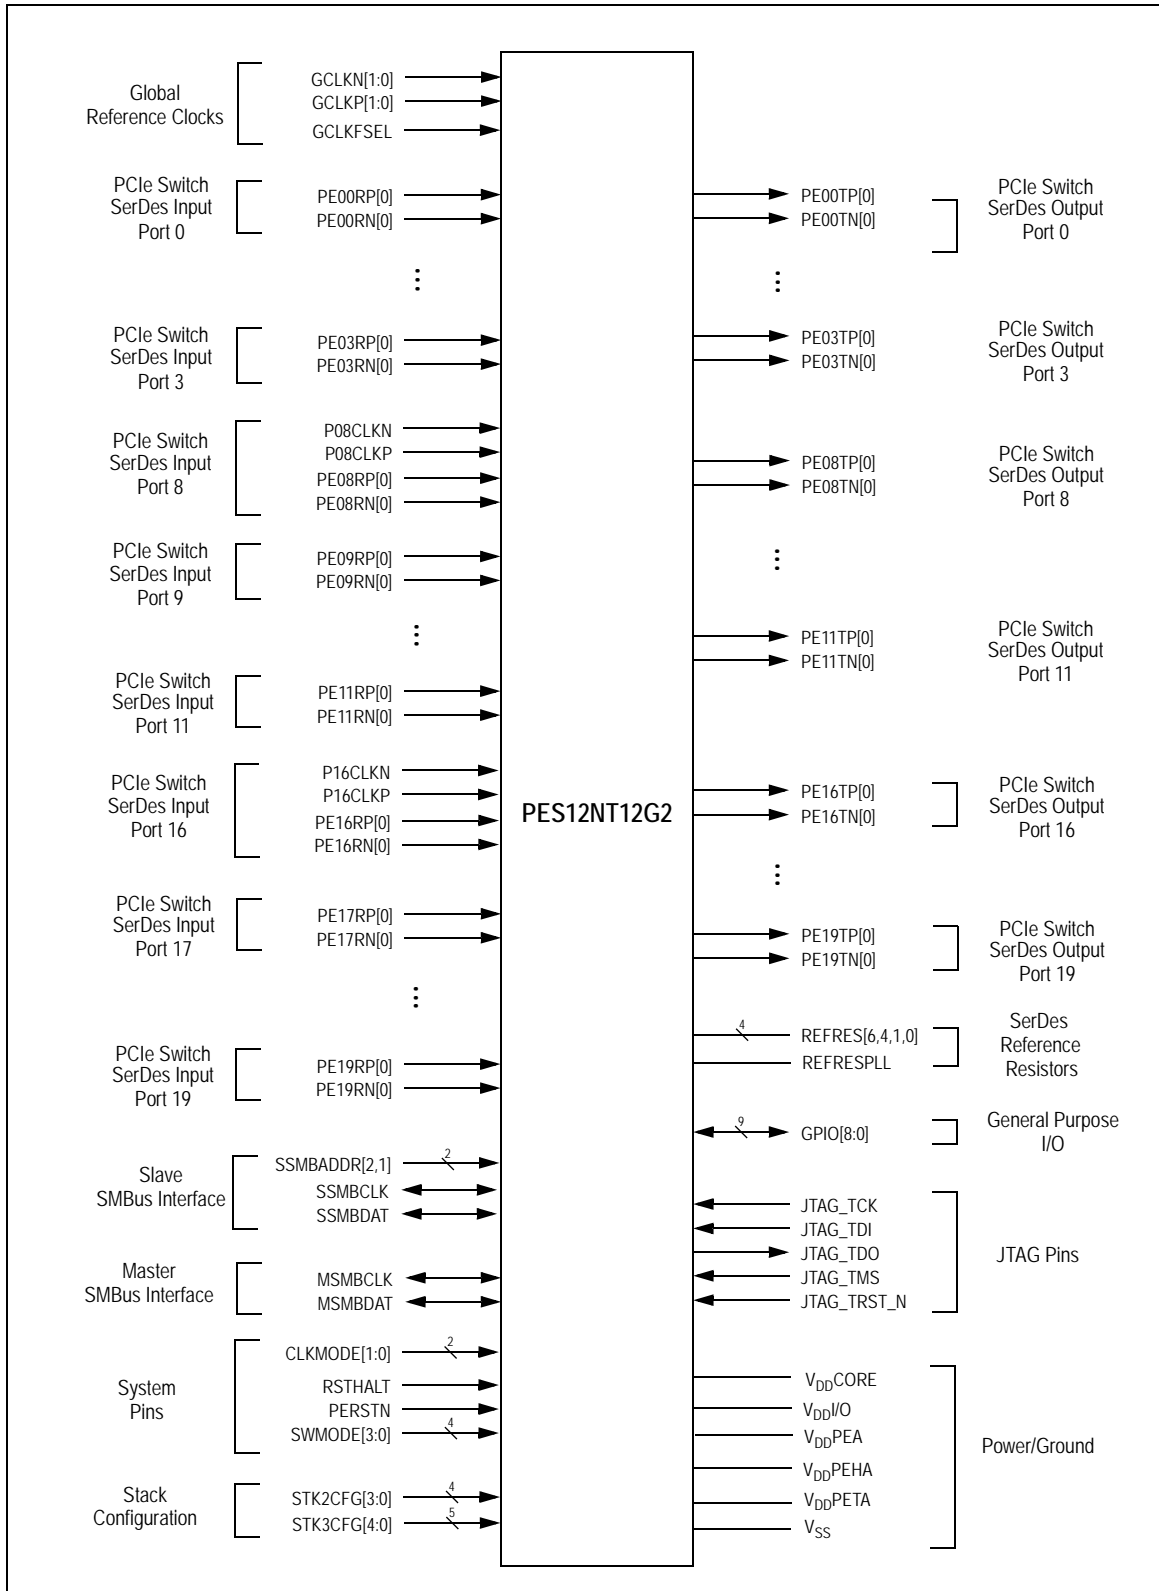 Global
Reference Clocks
GCLKN[1:0]
GCLKP[1:0]
GCLKFSEL
PCIe Switch
SerDes Input
Port 0
PE00RP[0]
PE00RN[0]
PCIe Switch
SerDes Input
Port 3
PE03RP[0]
PE03RN[0]
PCIe Switch
SerDes Input
Port 8
P08CLKN
P08CLKP
PE08RP[0]
PE08RN[0]
PCIe Switch
SerDes Input
Port 9
PE09RP[0]
PE09RN[0]
PCIe Switch
SerDes Input
Port 11
PE11RP[0]
PE11RN[0]
PCIe Switch
SerDes Input
Port 16
P16CLKN
P16CLKP
PE16RP[0]
PE16RN[0]
PCIe Switch
SerDes Input
Port 17
PE17RP[0]
PE17RN[0]
PCIe Switch
SerDes Input
Port 19
PE19RP[0]
PE19RN[0]
Slave
SMBus Interface
SSMBADDR[2,1]
2
SSMBCLK
SSMBDAT
Master
SMBus Interface
MSMBCLK
MSMBDAT
System
Pins
CLKMODE[1:0]
2
RSTHALT
PERSTN
SWMODE[3:0]
4
Stack
Configuration
STK2CFG[3:0]
4
STK3CFG[4:0]
5
PES12NT12G2
PE00TP[0]
PE00TN[0]
PCIe Switch
SerDes Output
Port 0
PE03TP[0]
PE03TN[0]
PCIe Switch
SerDes Output
Port 3
PE08TP[0]
PE08TN[0]
PCIe Switch
SerDes Output
Port 8
PE11TP[0]
PE11TN[0]
PCIe Switch
SerDes Output
Port 11
PE16TP[0]
PE16TN[0]
PCIe Switch
SerDes Output
Port 16
PE19TP[0]
PE19TN[0]
PCIe Switch
SerDes Output
Port 19
4
REFRES[6,4,1,0]
REFRESPLL
SerDes
Reference
Resistors
9
GPIO[8:0]
General Purpose
I/O
JTAG_TCK
JTAG_TDI
JTAG_TDO
JTAG_TMS
JTAG_TRST_N
JTAG Pins
VDDCORE
VDDI/O
VDDPEA
VDDPEHA
VDDPETA
VSS
Power/Ground